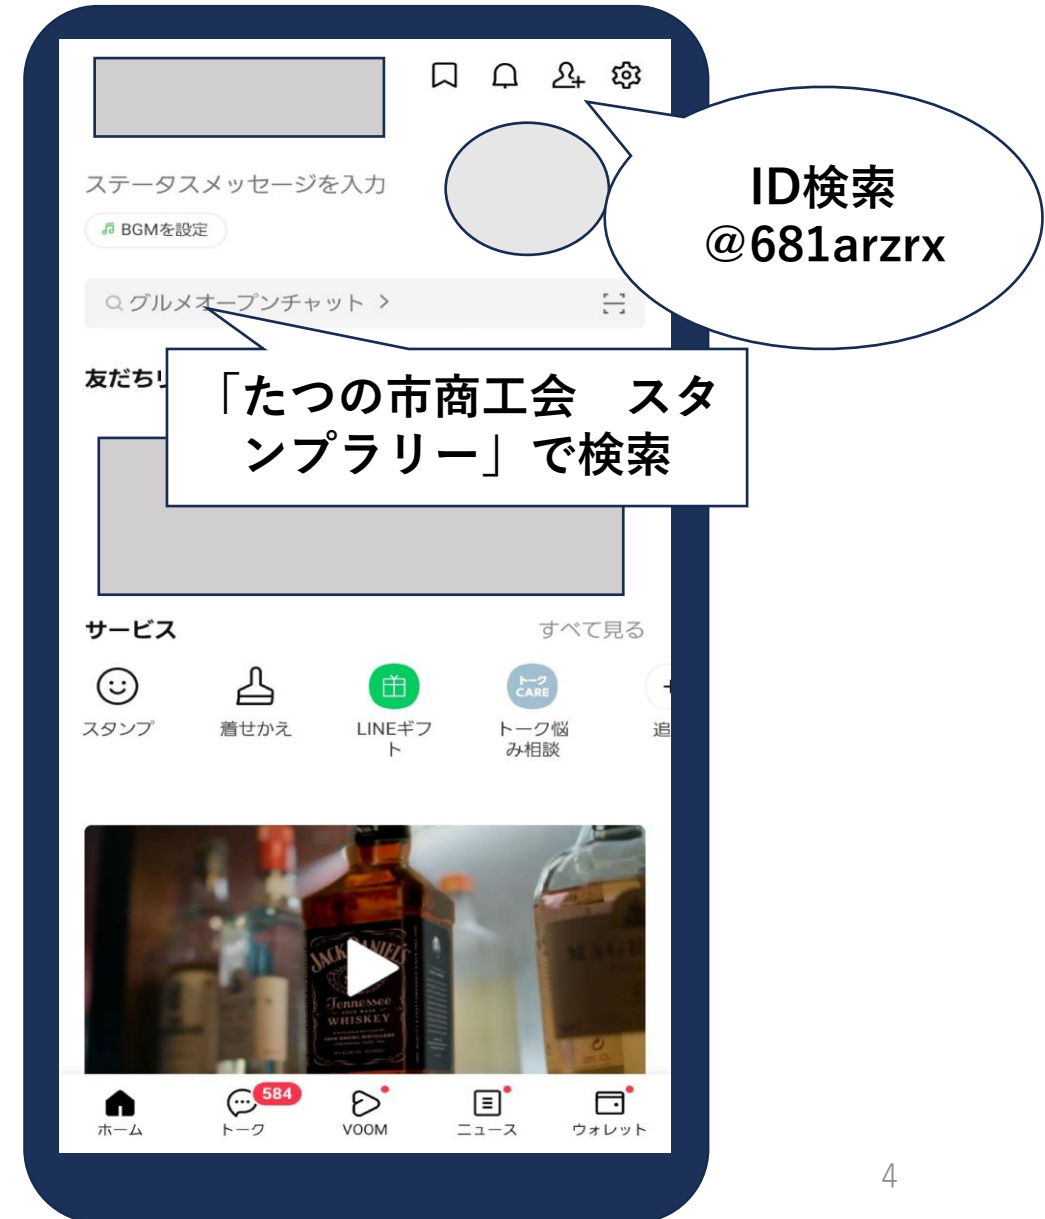 ID検索
@681arzrx
ステータスメッセージを入力
BGMを設定
グルメオープンチャット >
友だちリ
「たつの市商工会　スタ
ンプラリー」で検索
サービス
すべて見る
スタンプ
着せかえ
LINEギフ
ト
トーク
CARE
トーク悩
み相談
追
JACK DANIEL'S
Tennessee
WHISKEY
584
ホーム
トーク
VOOM
ニュース
ウォレット
4